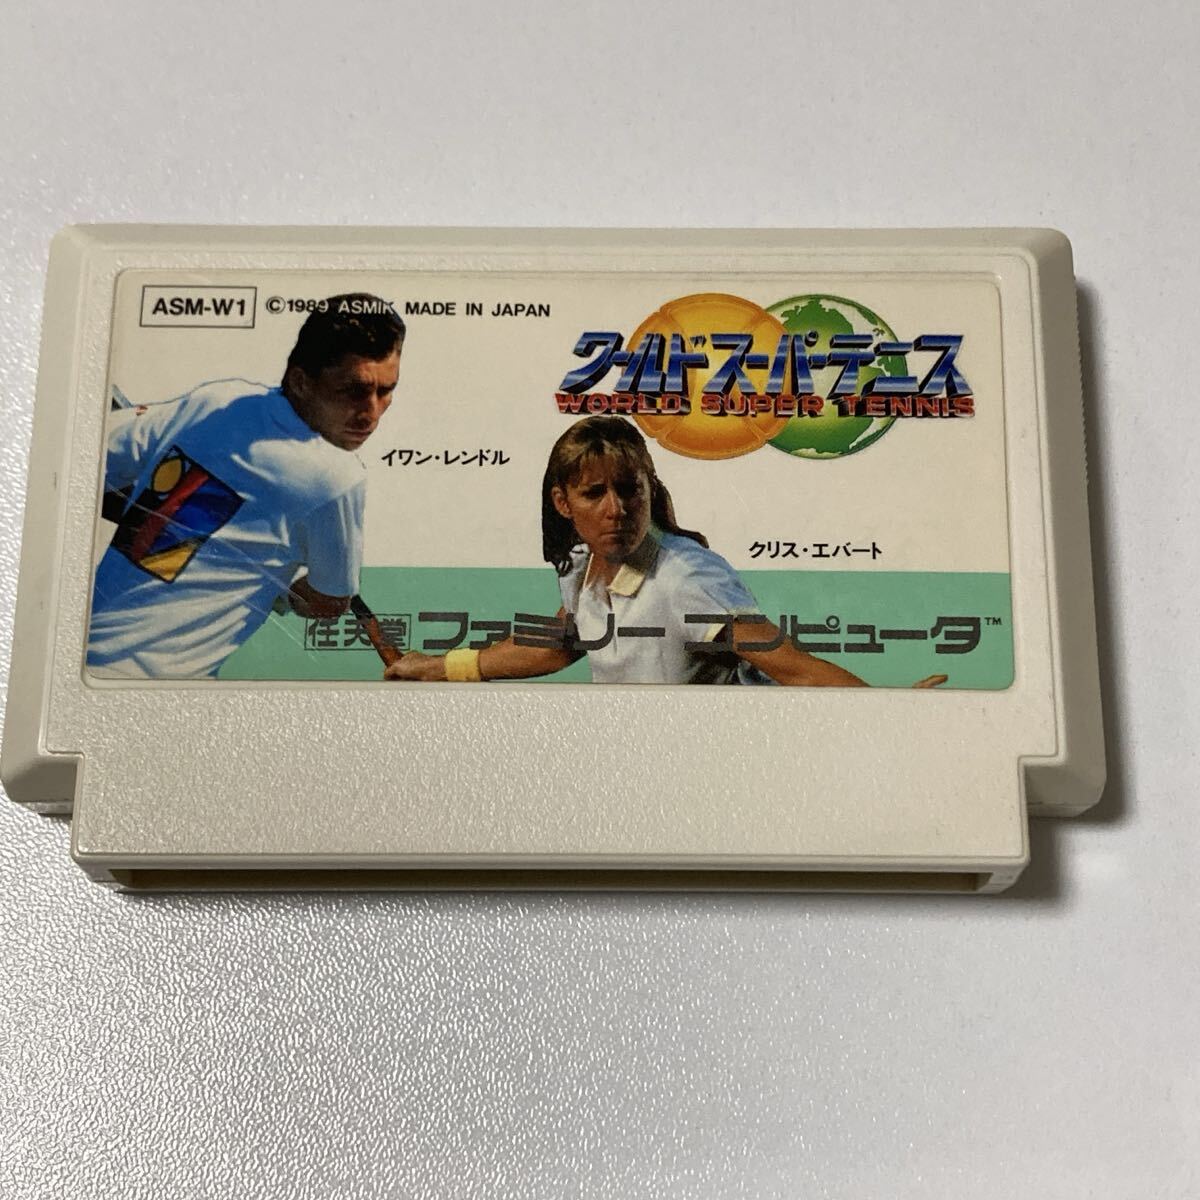 ASM-W1 ©1989 ASMIK MADE IN JAPAN
ワールドスーパーテニス
WORLD SUPER TENNIS
イワン・レンドル
クリス・エバート
任天堂 ファミリーコンピュータ™